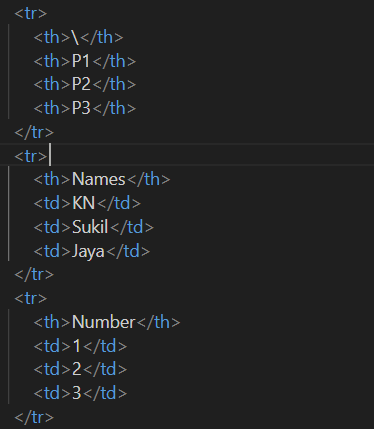 <tr>
<th>\</th>
<th>P1</th>
<th>P2</th>
<th>P3</th>
</tr>
<tr>
<th>Names</th>
<td>KN</td>
<td>Sukil</td>
<td>Jaya</td>
</tr>
<tr>
<th>Number</th>
<td>1</td>
<td>2</td>
<td>3</td>
</tr>